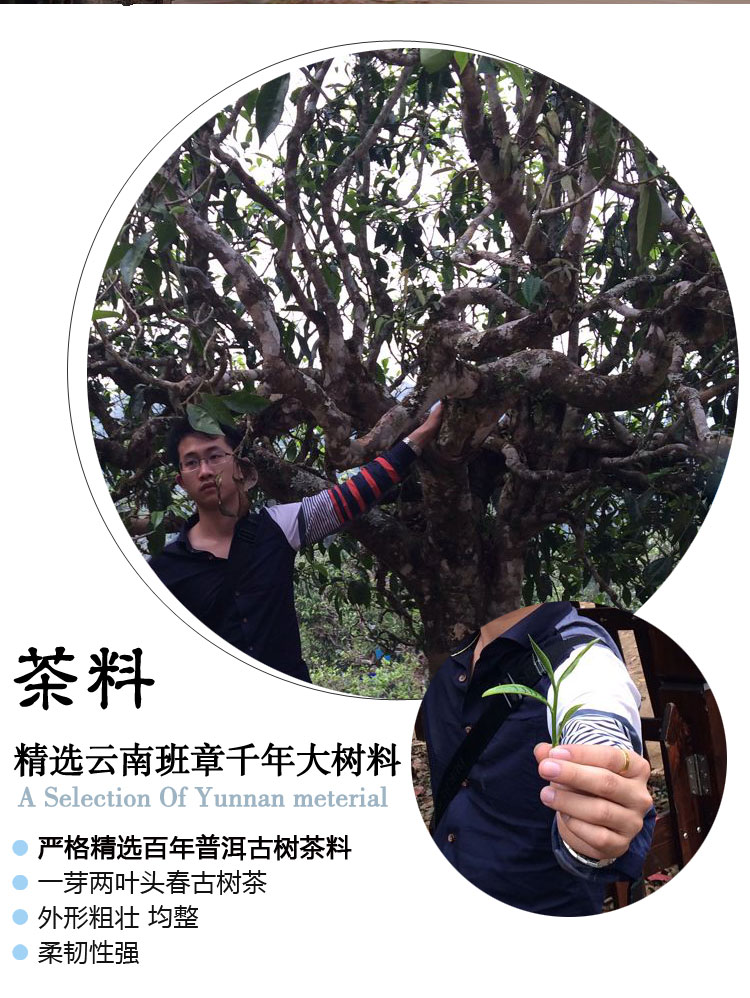 茶料
精选云南班章千年大树料
A Selection Of Yunnan meterial
严格精选百年普洱古树茶料
一芽两叶头春古树茶
外形粗壮 均整
柔韧性强